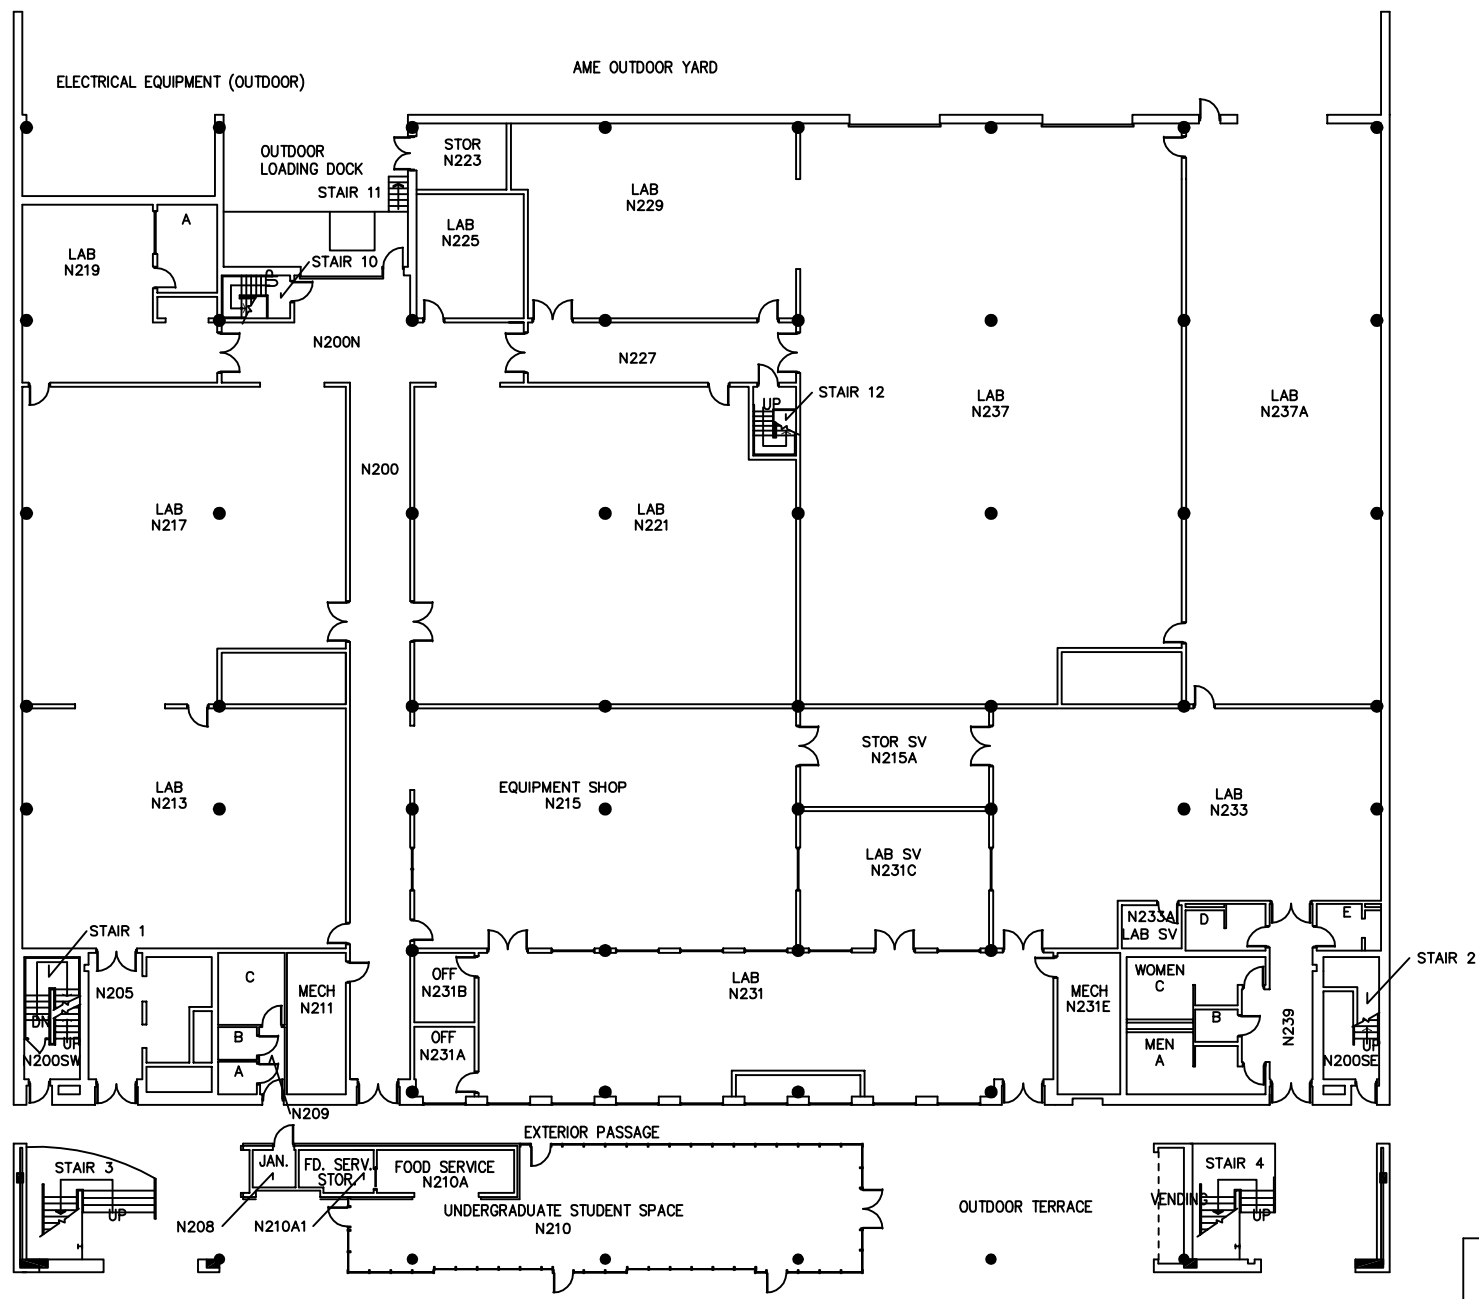 AME OUTDOOR YARD
ELECTRICAL EQUIPMENT (OUTDOOR)
OUTDOOR
LOADING DOCK
STAIR 11
STOR
N223
LAB
N229
A
LAB
N225
LAB
N219
STAIR 10
UP
N200N
N227
STAIR 12
UP
LAB
N237
LAB
N237A
N200
LAB
N217
LAB
N221
STOR SV
N215A
EQUIPMENT SHOP
N215
LAB
N213
LAB
N233
LAB SV
N231C
N233A
LAB SV
D
E
STAIR 1
STAIR 2
N205
C
MECH
N211
OFF
N231B
LAB
N231
MECH
N231E
WOMEN
C
DN
UP
N200SW
B
A
A
OFF
N231A
MEN
A
B
N239
UP
N200SE
N209
EXTERIOR PASSAGE
STAIR 3
UP
JAN.
FD. SERV.
STOR.
FOOD SERVICE
N210A
N208
N210A1
UNDERGRADUATE STUDENT SPACE
N210
OUTDOOR TERRACE
VENDING
STAIR 4
UP